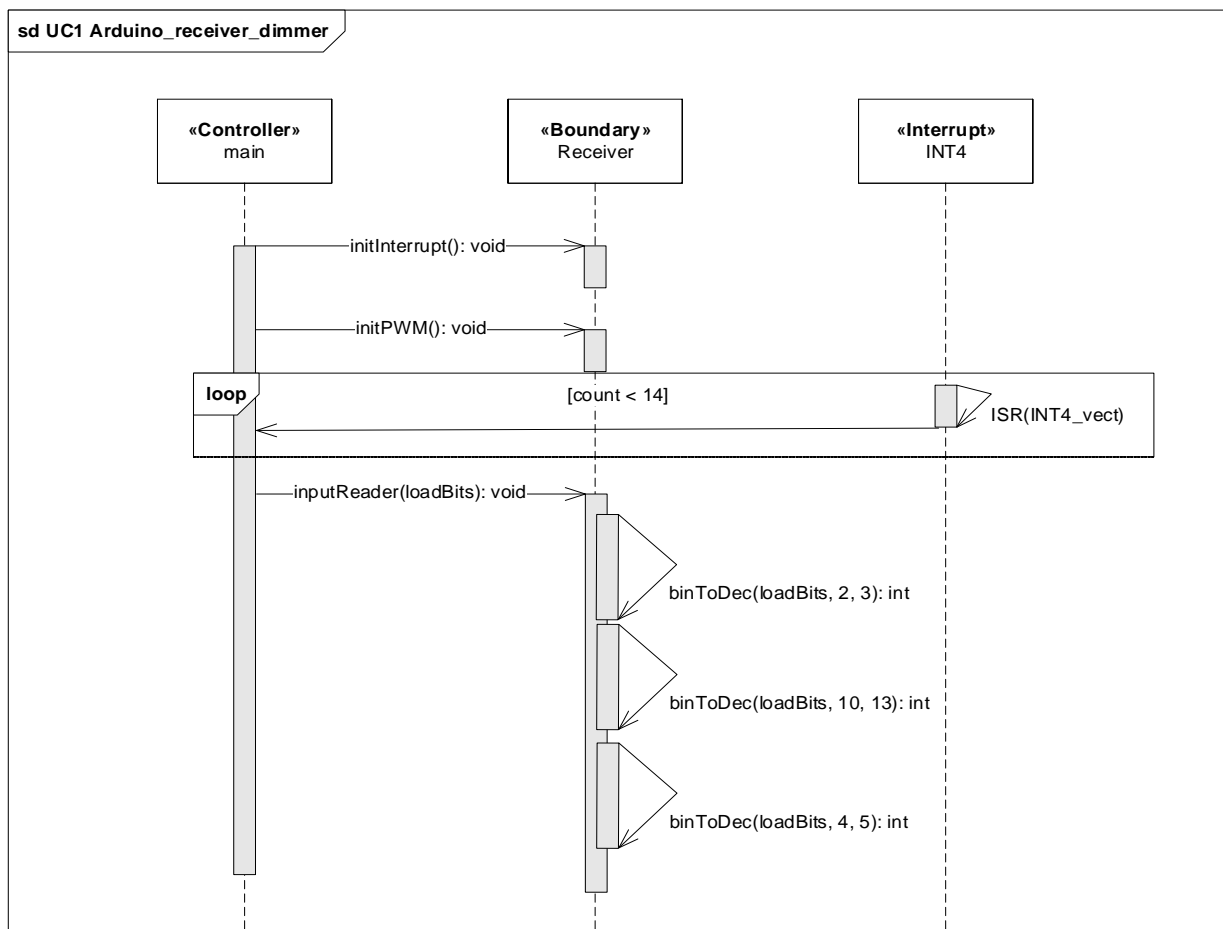 sd UC1 Arduino_receiver_dimmer
«Controller»
main
«Boundary»
Receiver
«Interrupt»
INT4
initInterrupt(): void
initPWM(): void
loop
[count < 14]
ISR(INT4_vect)
inputReader(loadBits): void
binToDec(loadBits, 2, 3): int
binToDec(loadBits, 10, 13): int
binToDec(loadBits, 4, 5): int